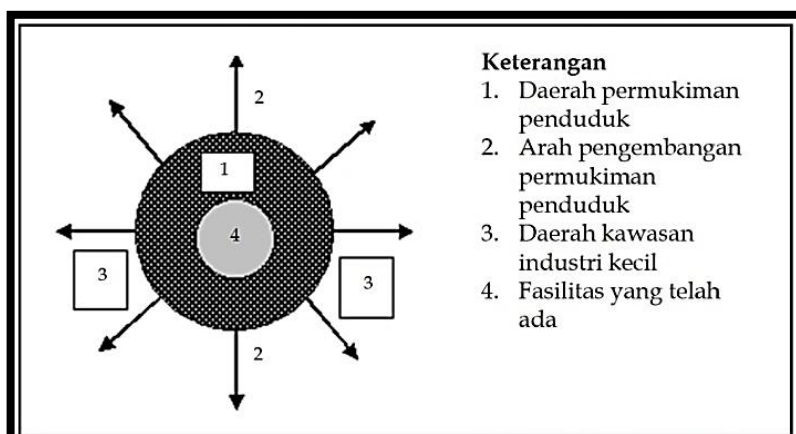 2
1
4
3
3
2
Keterangan
1. Daerah permukiman
penduduk
2. Arah pengembangan
permukiman
penduduk
3. Daerah kawasan
industri kecil
4. Fasilitas yang telah
ada